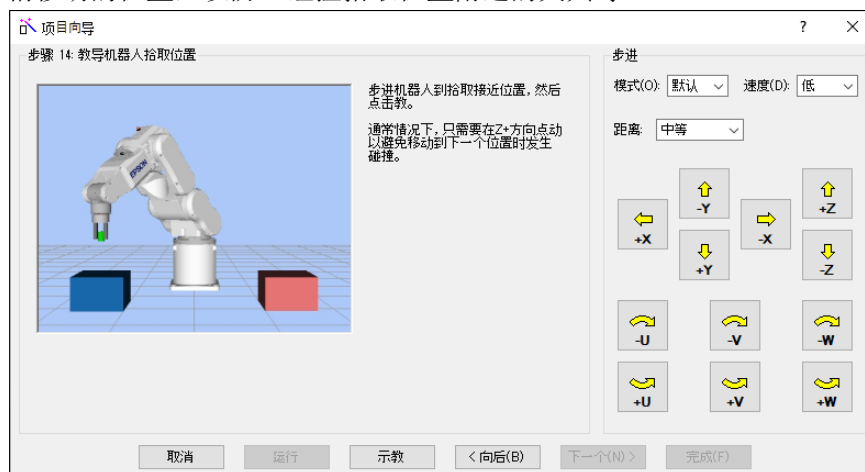 项目向导
?
×
步骤 14: 教导机器人拾取位置
步进机器人到拾取接近位置，然后
点击教。
通常情况下，只需要在Z+方向点动
以避免移动到下一个位置时发生
碰撞。
EPSON
步进
模式(O): 默认 速度(D): 低
距离: 中等
-Y
+Z
+X
-X
+Y
-Z
-U
-V
-W
+U
+V
+W
取消
运行
示教
< 向后(B)
下一个(N) >
完成(F)